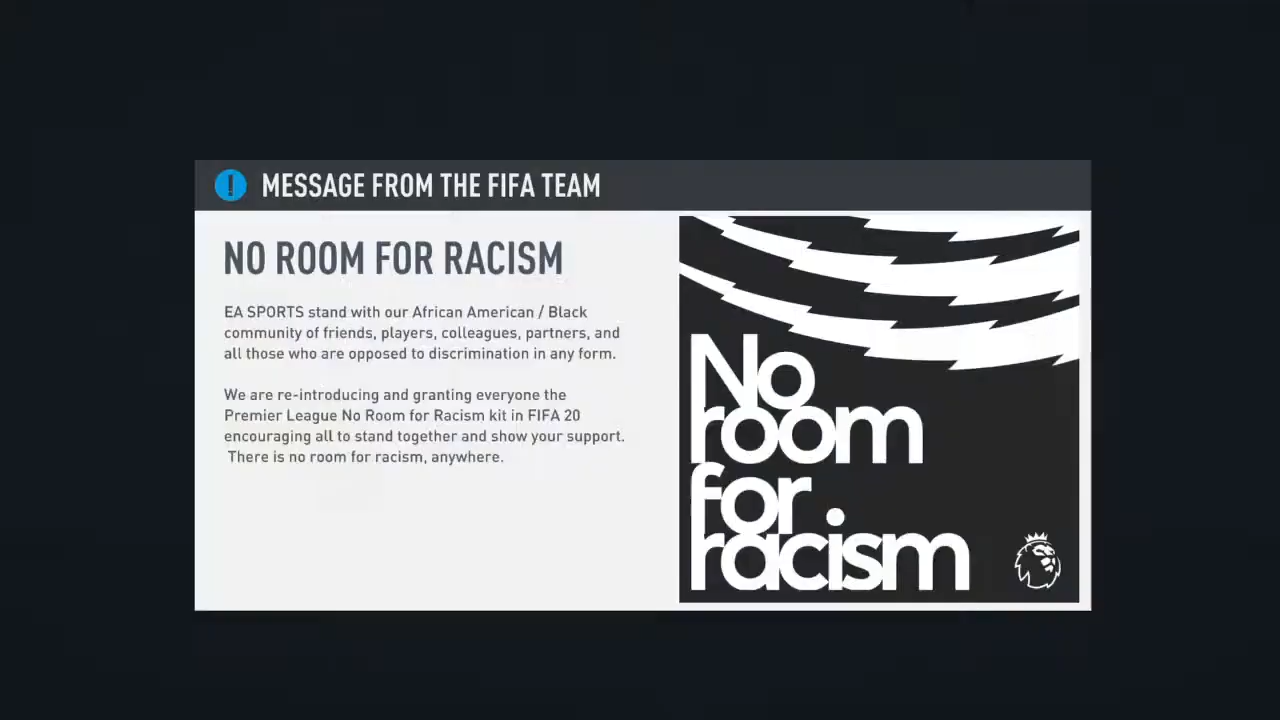 MESSAGE FROM THE FIFA TEAM
NO ROOM FOR RACISM
EA SPORTS stand with our African American / Black
community of friends, players, colleagues, partners, and
all those who are opposed to discrimination in any form.
We are re-introducing and granting everyone the
Premier League No Room for Racism kit in FIFA 20
encouraging all to stand together and show your support.
There is no room for racism, anywhere.
No
room
for
racism